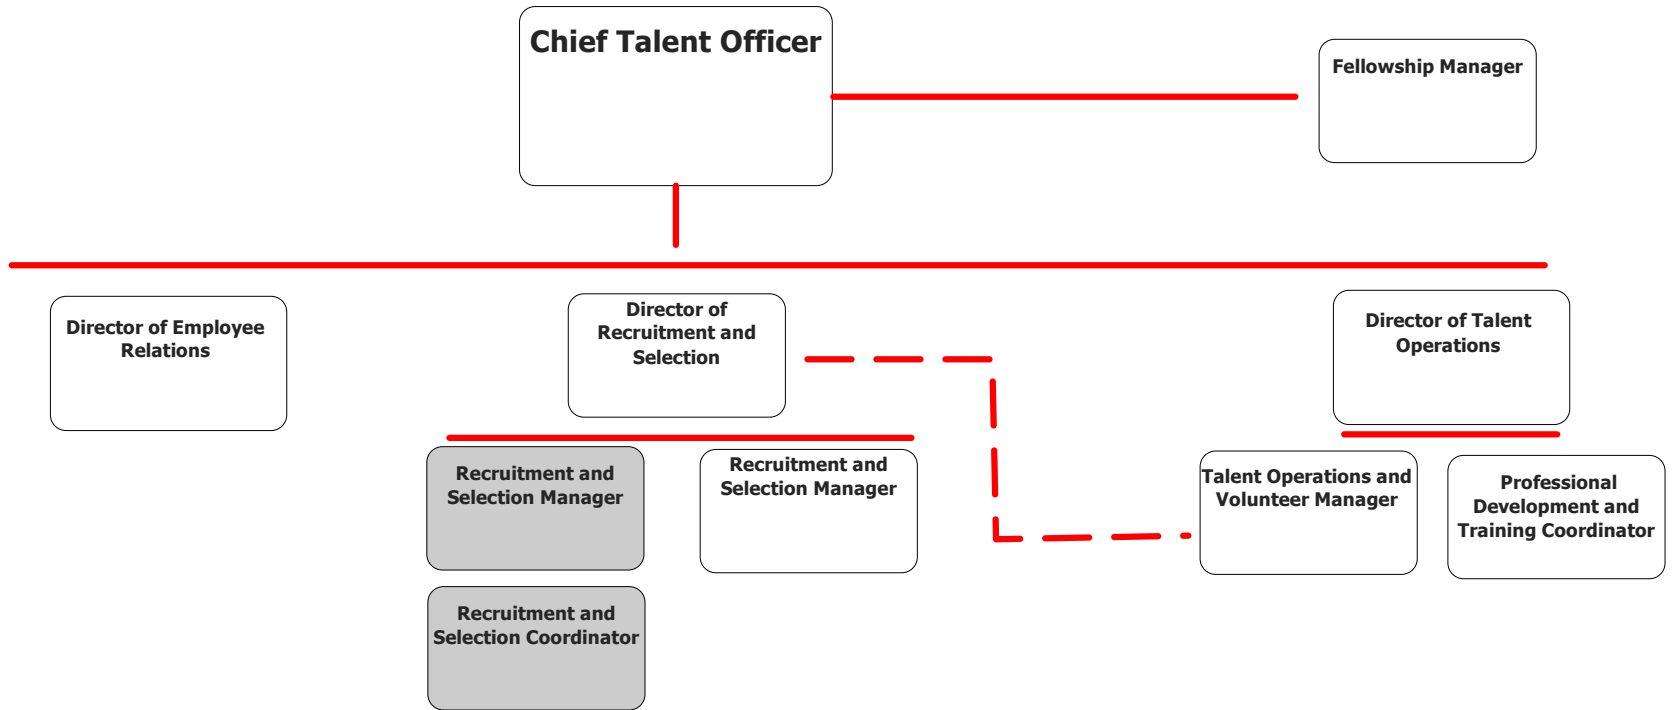 Chief Talent Officer
Fellowship Manager
Director of Employee
Relations
Director of
Recruitment and
Selection
Director of Talent
Operations
Recruitment and
Selection Manager
Recruitment and
Selection Manager
Talent Operations and
Volunteer Manager
Professional
Development and
Training Coordinator
Recruitment and
Selection Coordinator